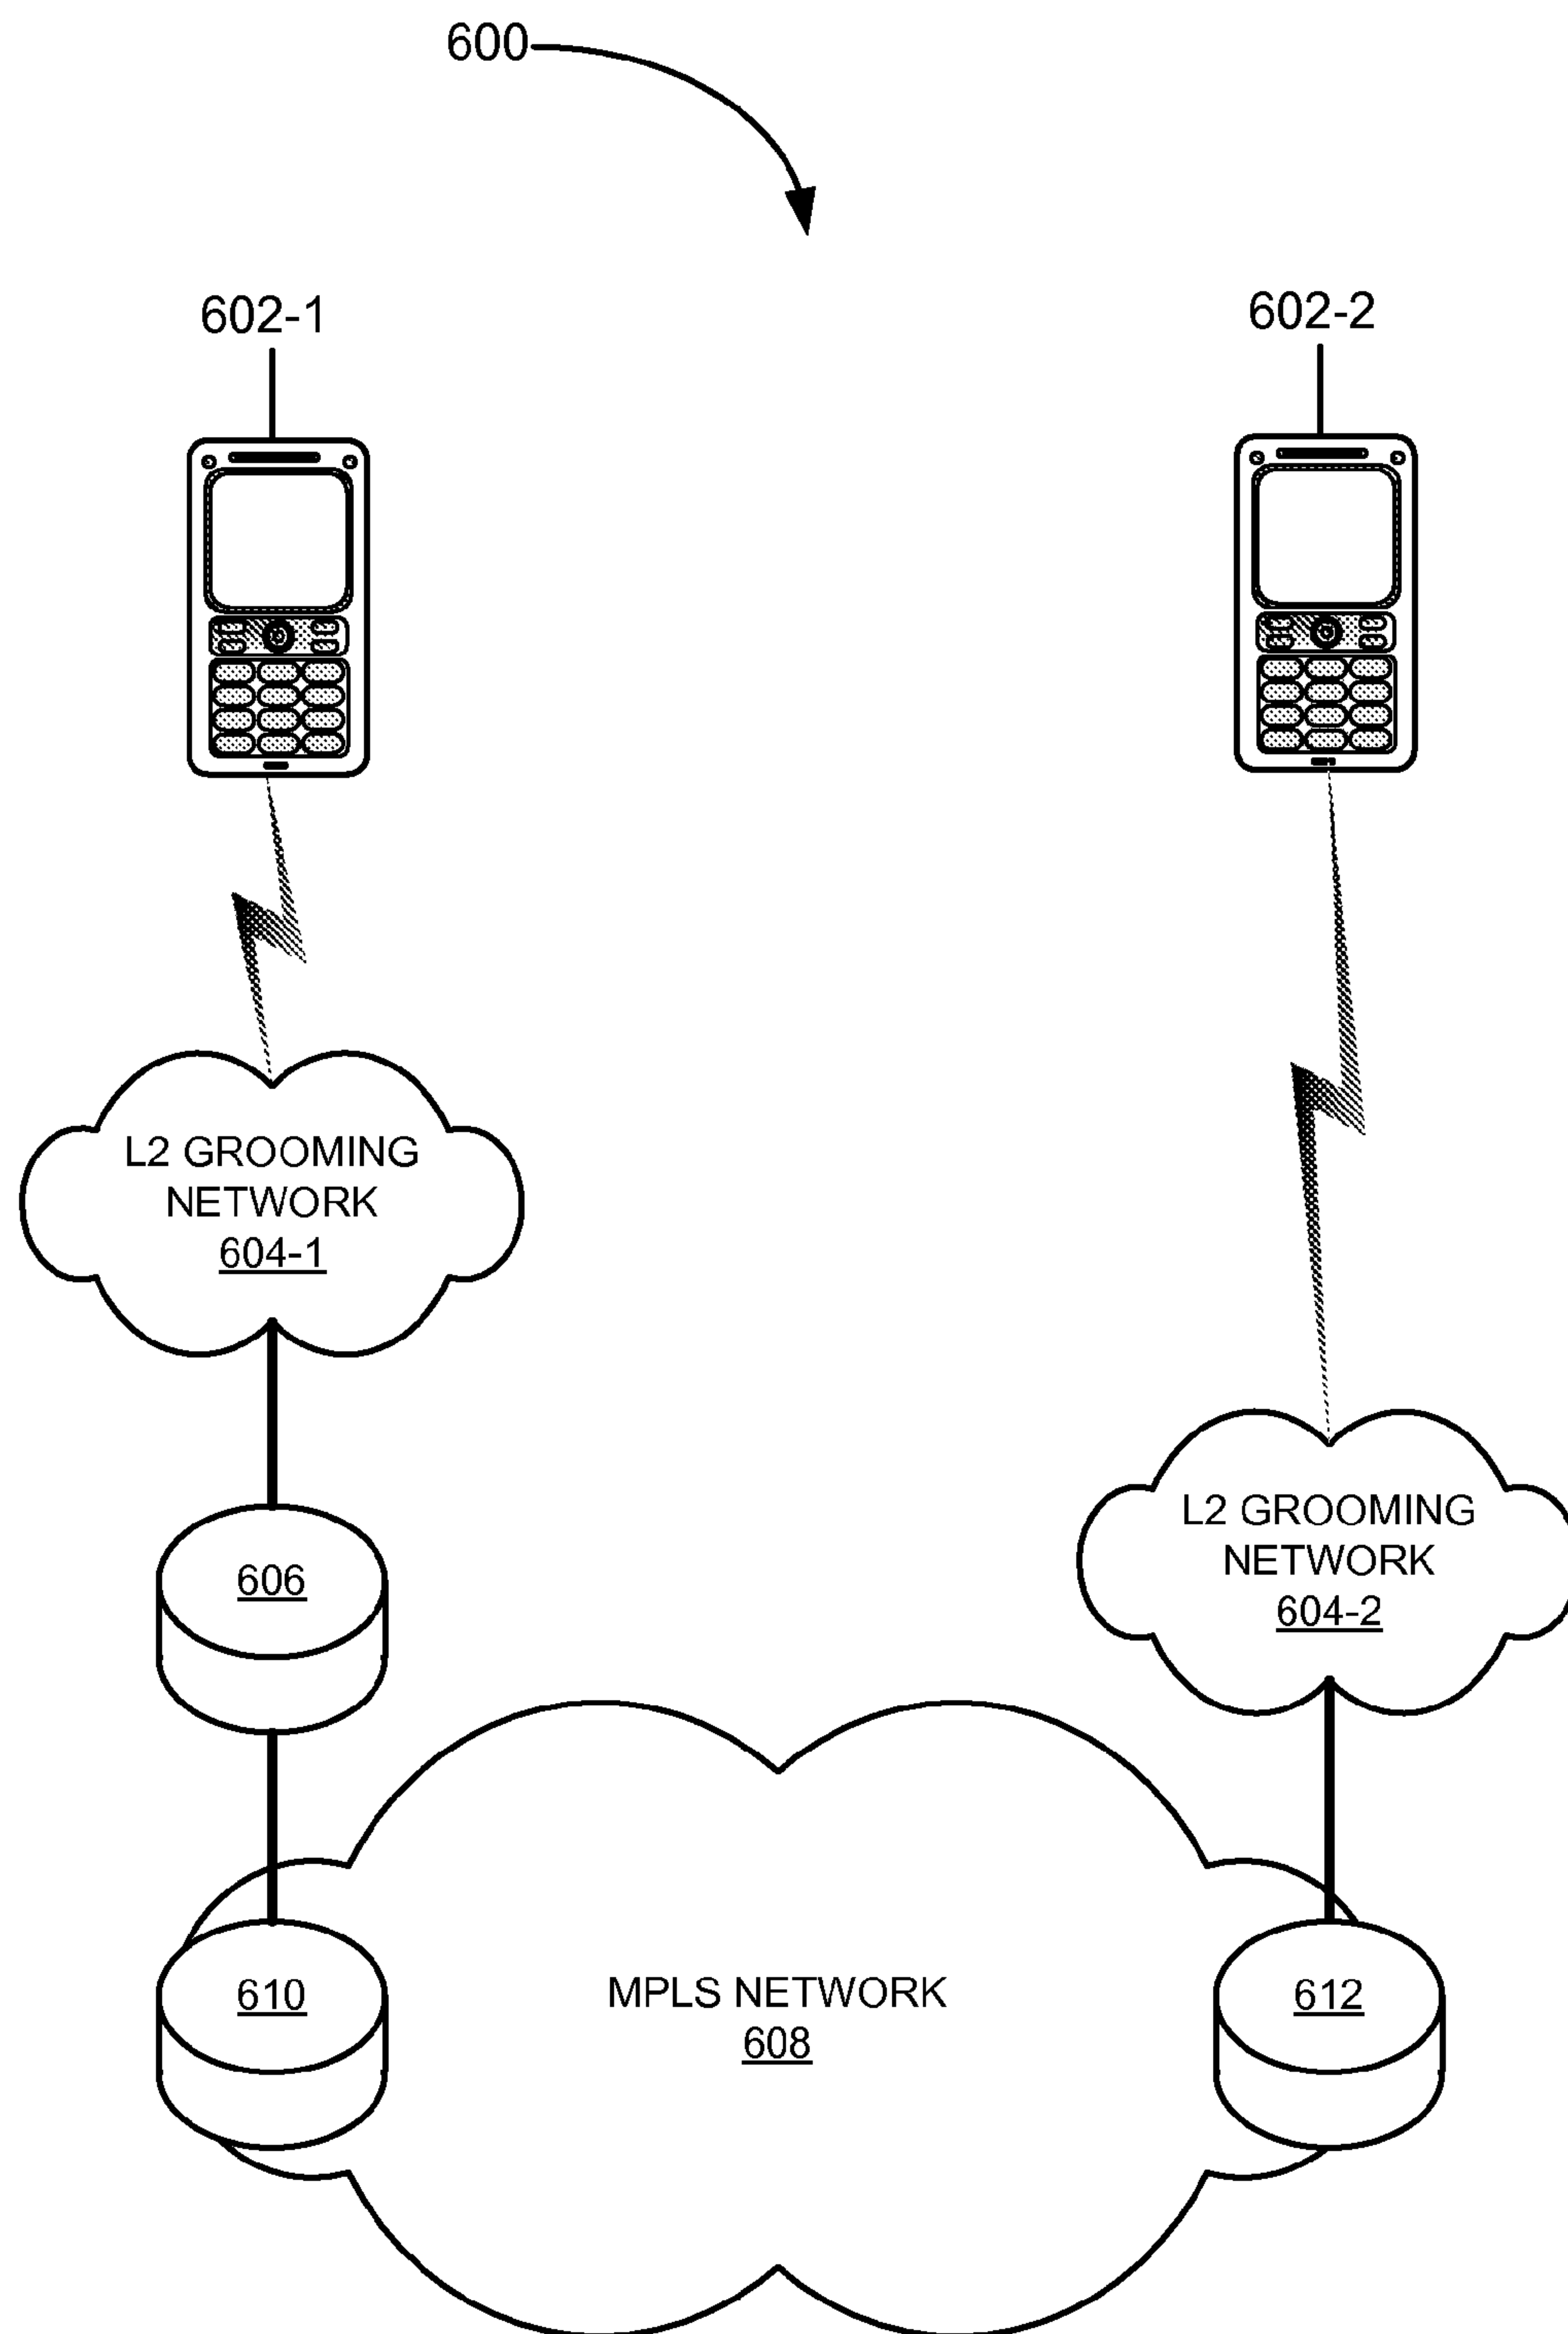 600
602-1
602-2
L2 GROOMING
NETWORK
604-1
606
L2 GROOMING
NETWORK
604-2
610
MPLS NETWORK
608
612